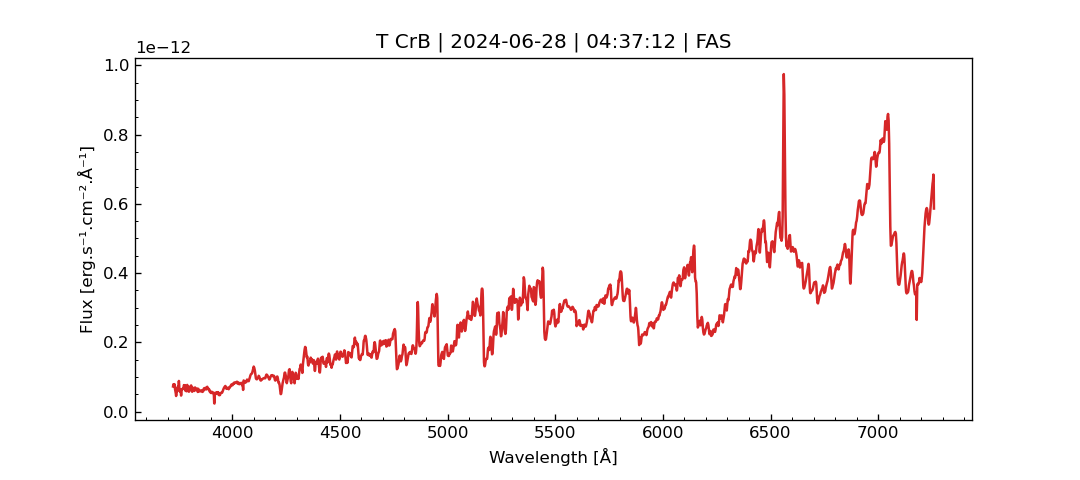 T CrB | 2024-06-28 | 04:37:12 | FAS
1e−12
1.0
0.8
0.6
0.4
0.2
0.0
Flux [erg.s⁻¹.cm⁻².Å⁻¹]
4000 4500 5000 5500 6000 6500 7000
Wavelength [Å]